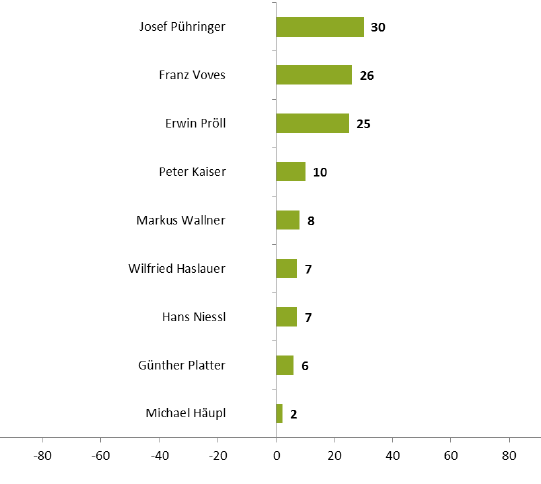 Josef Pühringer 30
Franz Voves 26
Erwin Pröll 25
Peter Kaiser 10
Markus Wallner 8
Wilfried Haslauer 7
Hans Niessl 7
Günther Platter 6
Michael Häupl 2
-80 -60 -40 -20 0 20 40 60 80